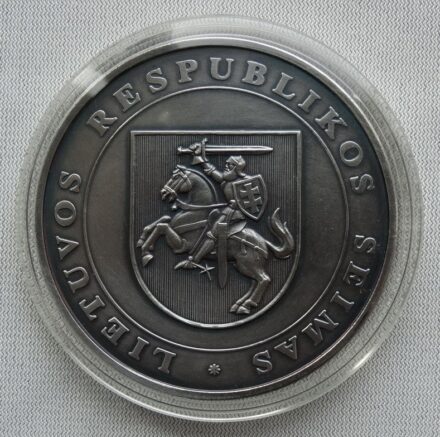 LIETUVOS RESPUBLIKOS SEIMAS *